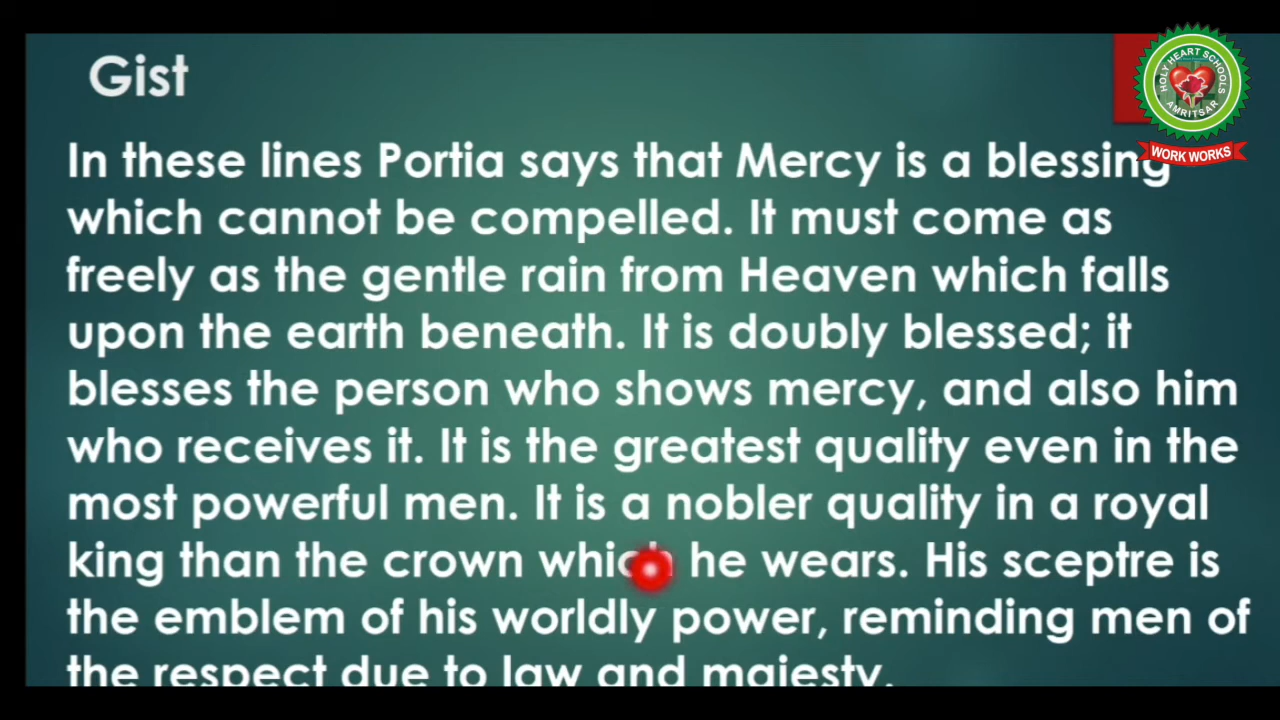 Gist
HOLY HEART SCHOOLS
AMRITSAR
WORK WORKS
In these lines Portia says that Mercy is a blessing
which cannot be compelled. It must come as
freely as the gentle rain from Heaven which falls
upon the earth beneath. It is doubly blessed; it
blesses the person who shows mercy, and also him
who receives it. It is the greatest quality even in the
most powerful men. It is a nobler quality in a royal
king than the crown which he wears. His sceptre is
the emblem of his worldly power, reminding men of
the respect due to law and majesty.